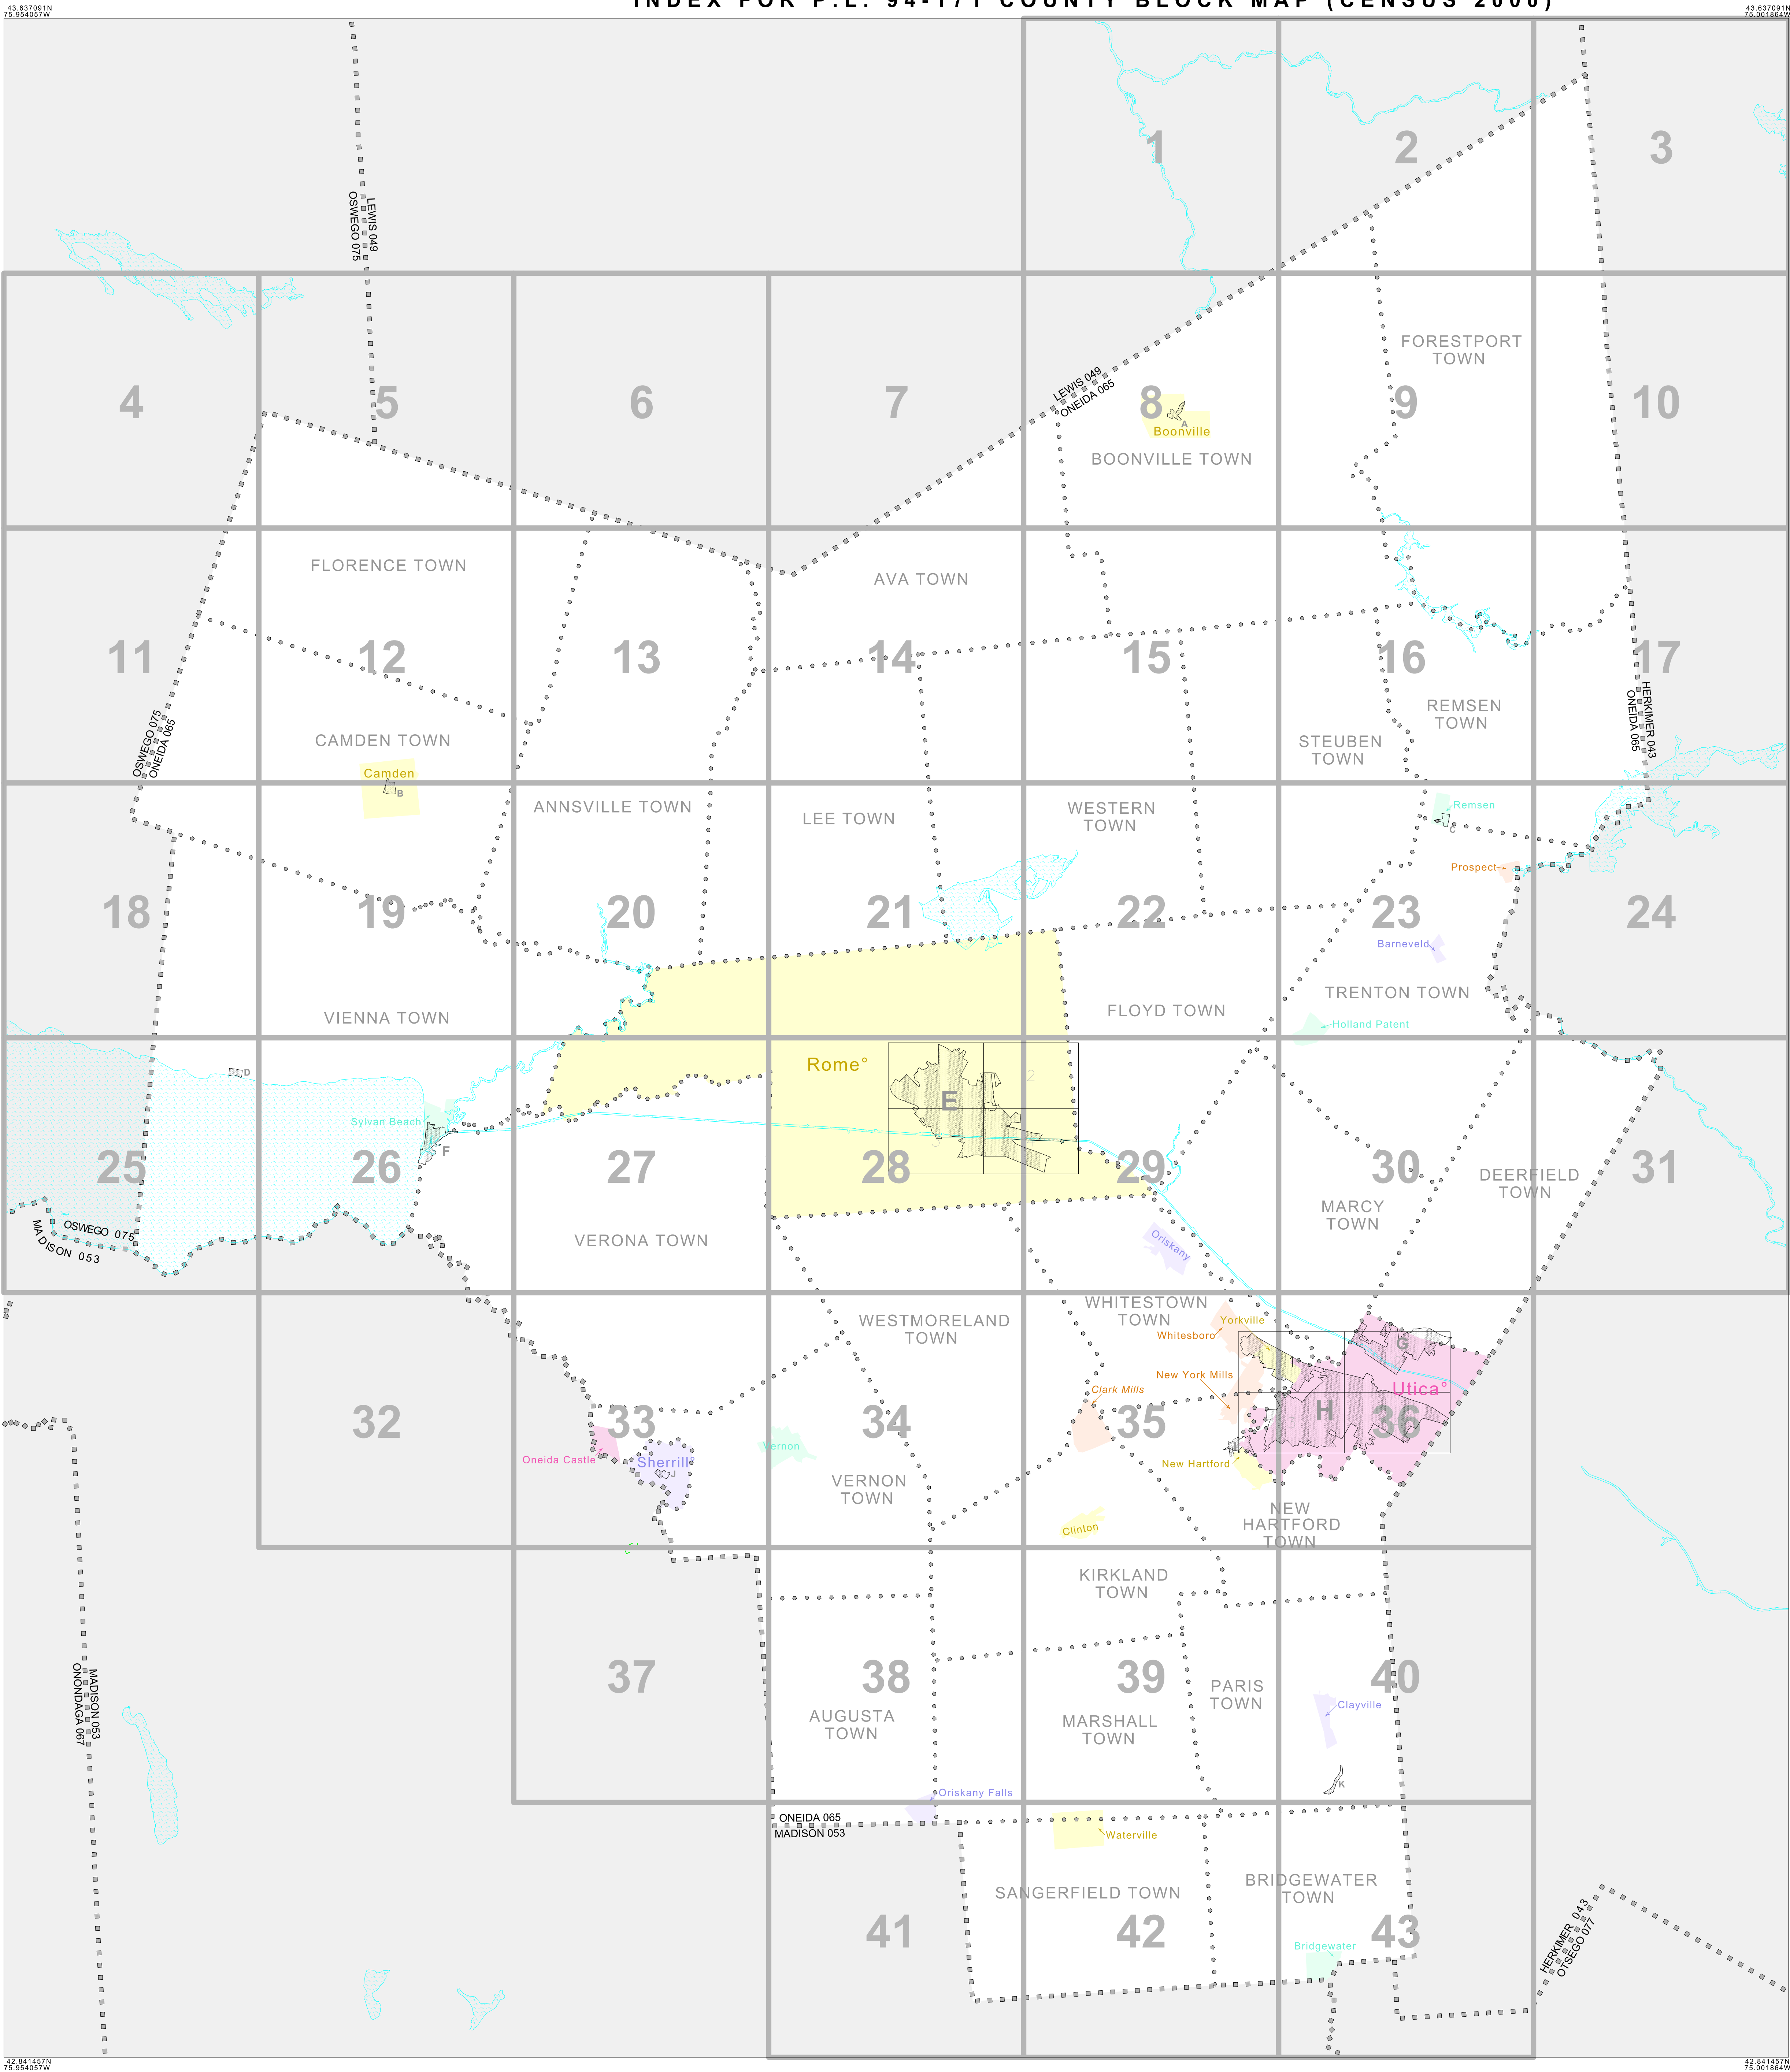 INDEX FOR P.L. 94-171 COUNTY BLOCK MAP (CENSUS 2000)
43.637091N
75.954057W
43.637091N
75.001864W
1
2
3
LEWIS 049
OSWEGO 075
4
5
6
7
8
9
10
FORESTPORT
TOWN
LEWIS 049
ONEIDA 065
A
Boonville
BOONVILLE TOWN
FLORENCE TOWN
AVA TOWN
11
12
13
14
15
16
17
OSWEGO 075
ONEIDA 065
CAMDEN TOWN
REMSEN
TOWN
STEUBEN
TOWN
HERKIMER 043
ONEIDA 065
Camden
B
ANNSVILLE TOWN
LEE TOWN
WESTERN
TOWN
Remsen
C
Prospect
18
19
20
21
22
23
24
Barneveld
VIENNA TOWN
FLOYD TOWN
TRENTON TOWN
Holland Patent
D
Rome°
1
2
E
3
Sylvan Beach
F
25
26
27
28
29
30
31
DEERFIELD
TOWN
MARCY
TOWN
OSWEGO 075
MADISON 053
VERONA TOWN
Oriskany
WESTMORELAND
TOWN
WHITESTOWN
TOWN
Yorkville
Whitesboro
G
1
New York Mills
Clark Mills
Utica°
32
33
34
35
36
H
3
I
Oneida Castle
Sherrill°
J
Vernon
New Hartford
VERNON
TOWN
Clinton
NEW
HARTFORD
TOWN
KIRKLAND
TOWN
37
38
39
40
MADISON 053
ONONDAGA 067
AUGUSTA
TOWN
MARSHALL
TOWN
PARIS
TOWN
Clayville
K
Oriskany Falls
ONEIDA 065
MADISON 053
Waterville
SANGERFIELD TOWN
BRIDGEWATER
TOWN
41
42
43
Bridgewater
HERKIMER 043
OTSEGO 077
42.841457N
75.954057W
42.841457N
75.001864W